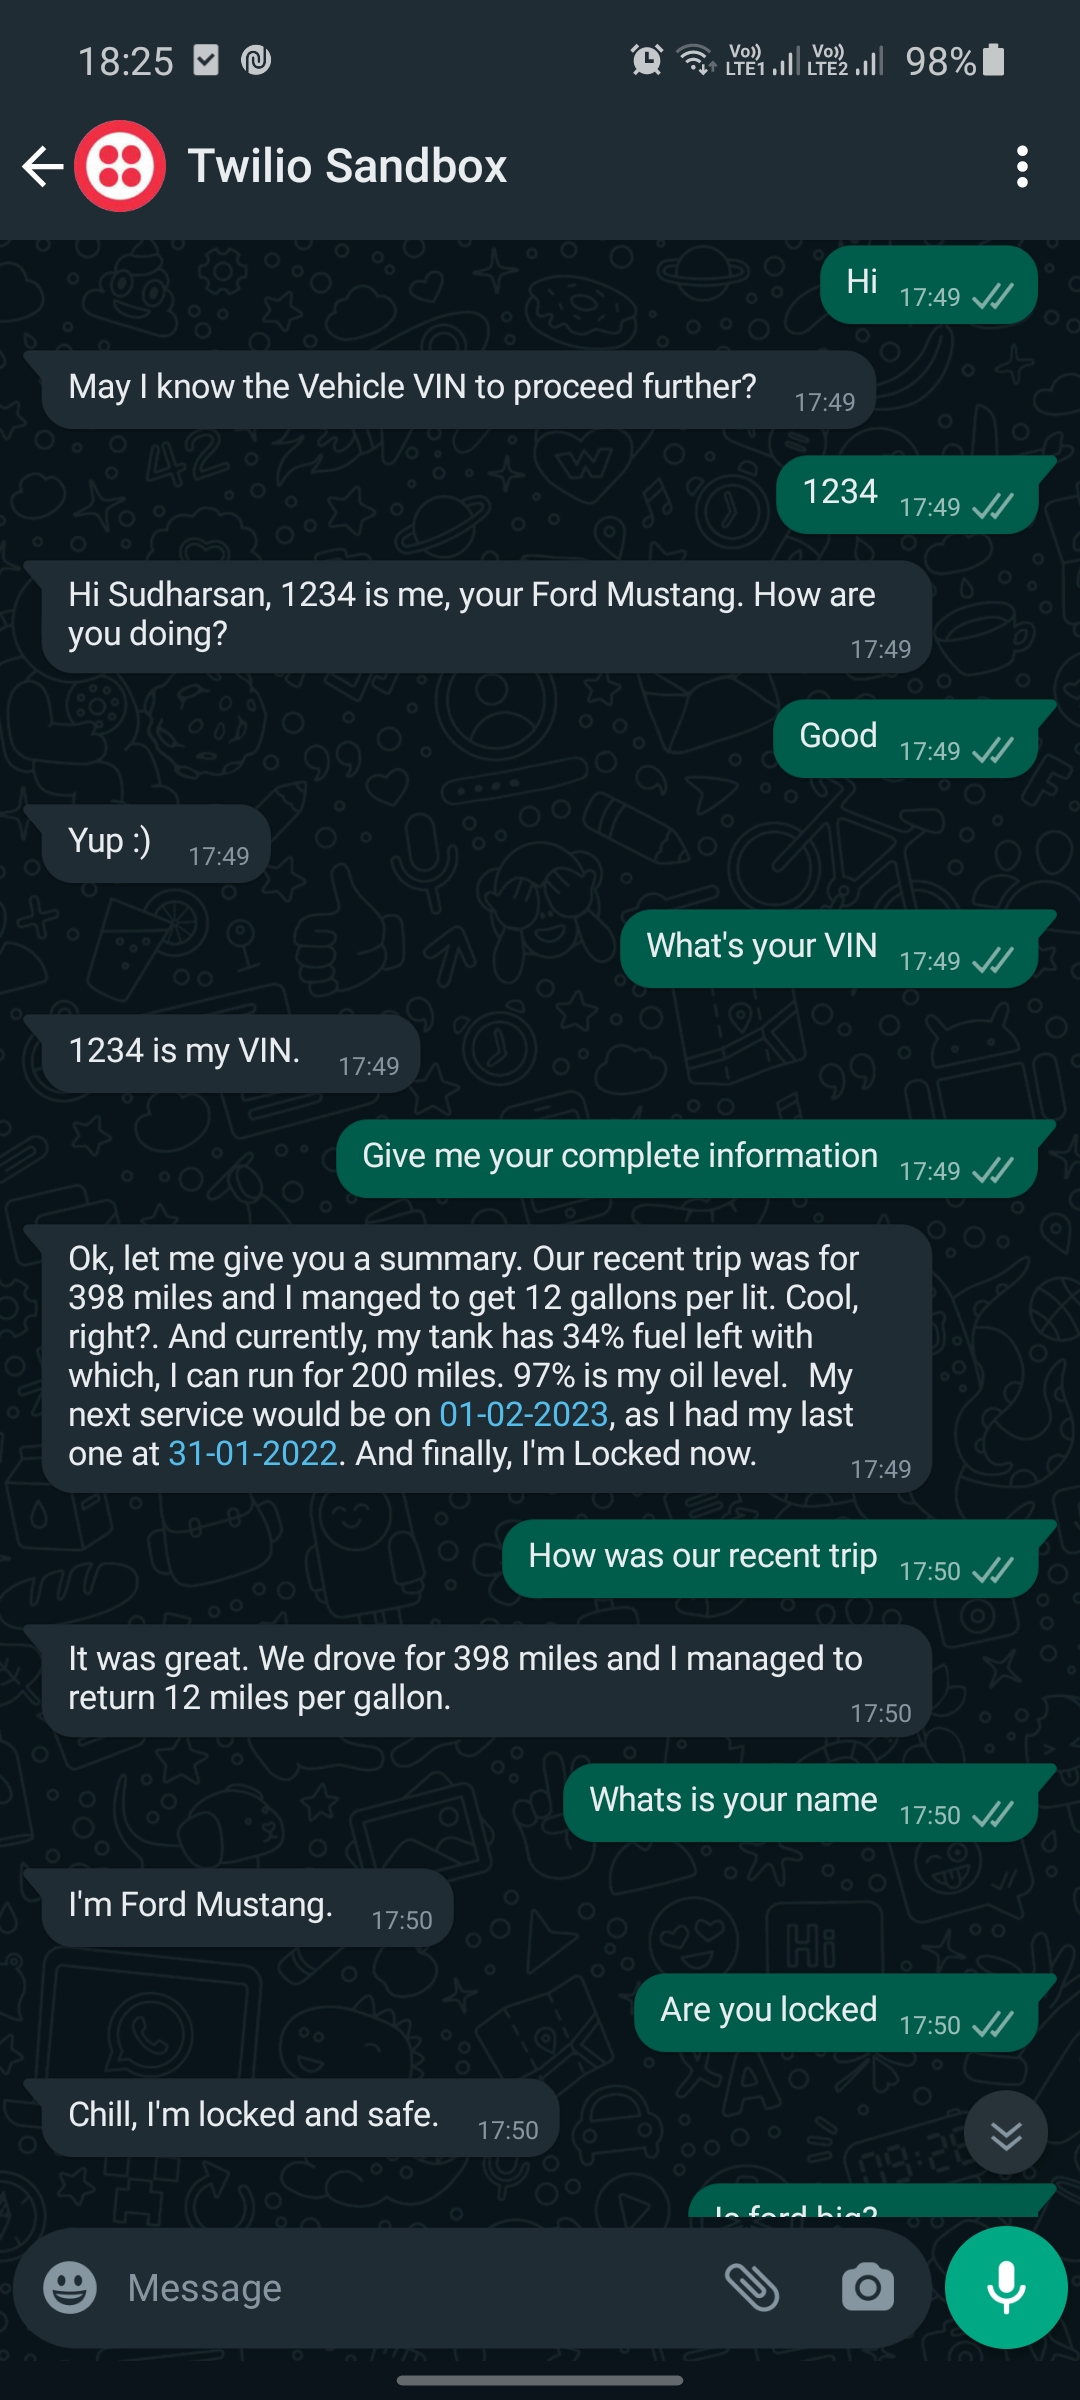 18:25
Vo))
LTE1
Vo))
LTE2
98%
Twilio Sandbox
Hi 17:49
May I know the Vehicle VIN to proceed further? 17:49
1234 17:49
Hi Sudharsan, 1234 is me, your Ford Mustang. How are
you doing? 17:49
Good 17:49
Yup :) 17:49
What's your VIN 17:49
1234 is my VIN. 17:49
Give me your complete information 17:49
Ok, let me give you a summary. Our recent trip was for
398 miles and I manged to get 12 gallons per lit. Cool,
right?. And currently, my tank has 34% fuel left with
which, I can run for 200 miles. 97% is my oil level.  My
next service would be on 01-02-2023, as I had my last
one at 31-01-2022. And finally, I'm Locked now. 17:49
How was our recent trip 17:50
It was great. We drove for 398 miles and I managed to
return 12 miles per gallon. 17:50
Whats is your name 17:50
I'm Ford Mustang. 17:50
Are you locked 17:50
Chill, I'm locked and safe. 17:50
Is ford big?
Message